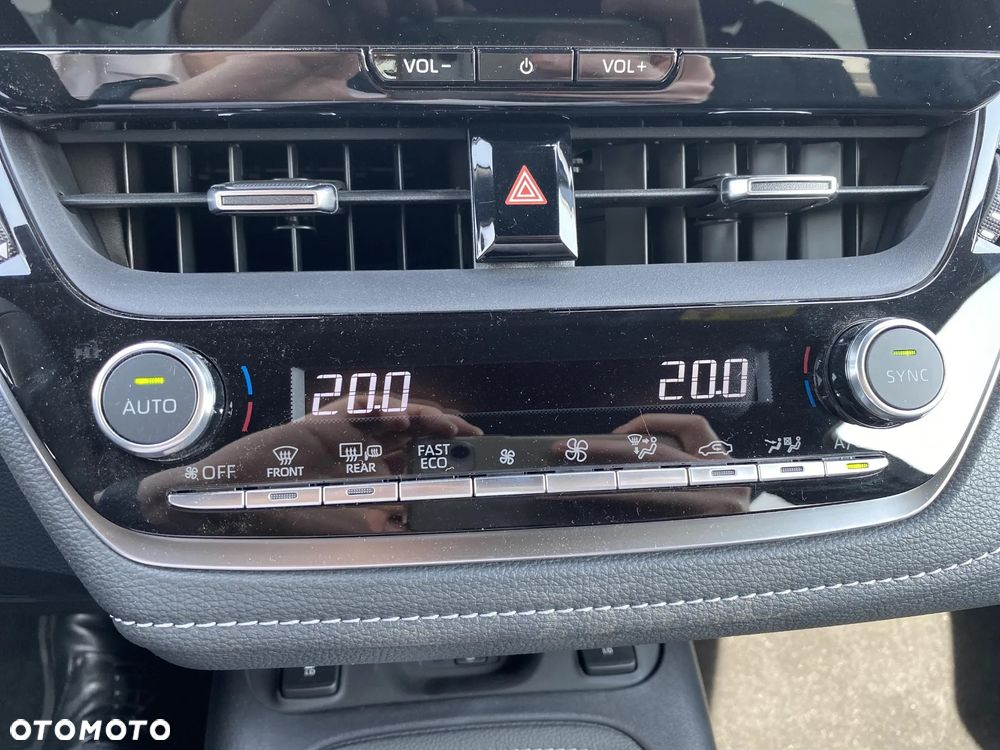 VOL− VOL+
20.0 20.0
AUTO SYNC
OFF FRONT REAR FAST ECO
OTOMOTO